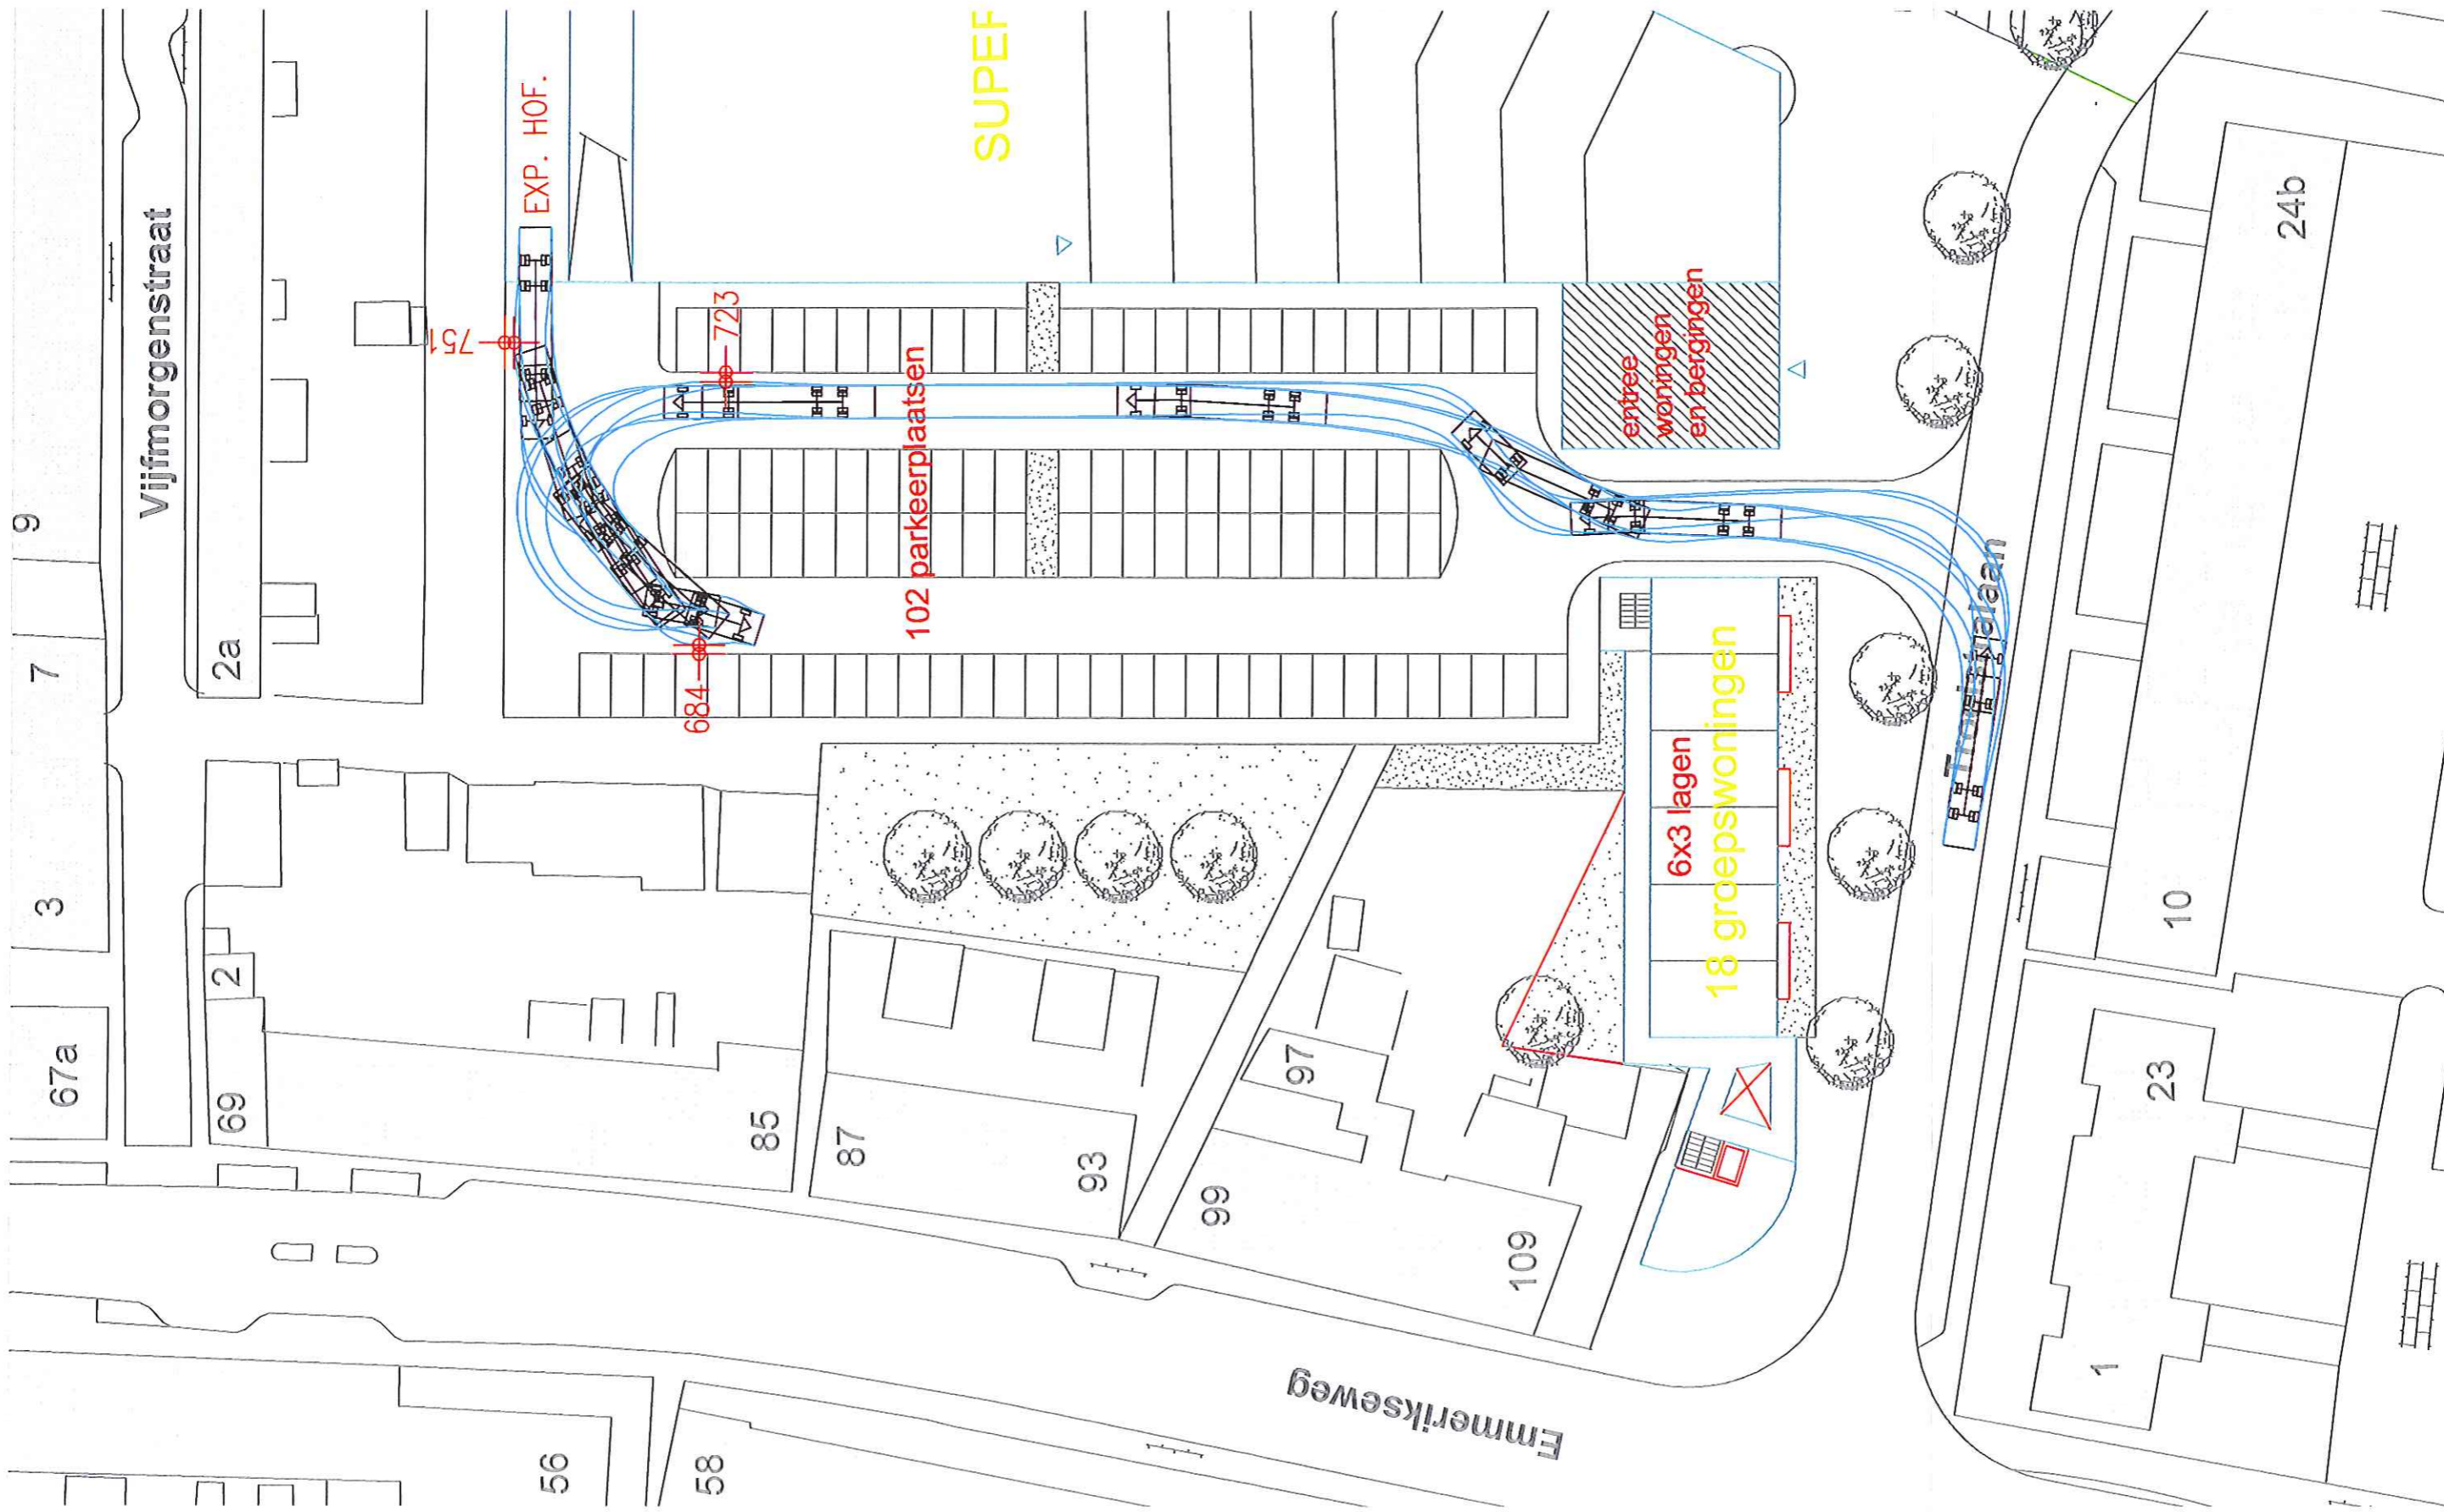 Vijfmorgenstraat
9
7
3
67a
2a
2
69
EXP. HOF.
751
723
684
SUPER
102 parkeerplaatsen
entree
woningen
en bergingen
6x3 lagen
18 groepswoningen
85
87
93
97
99
109
56
58
Emmerikseweg
24b
10
23
1